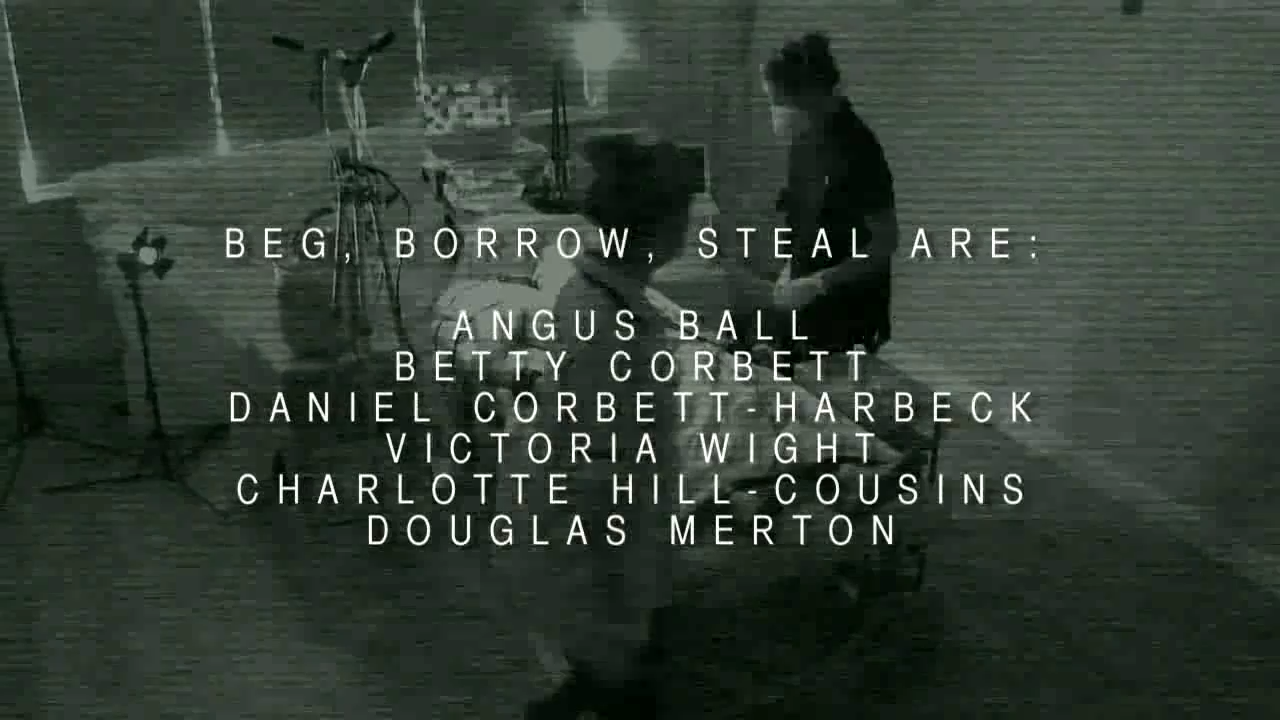 BEG, BORROW, STEAL ARE:
ANGUS BALL
BETTY CORBETT
DANIEL CORBETT-HARBECK
VICTORIA WIGHT
CHARLOTTE HILL-COUSINS
DOUGLAS MERTON